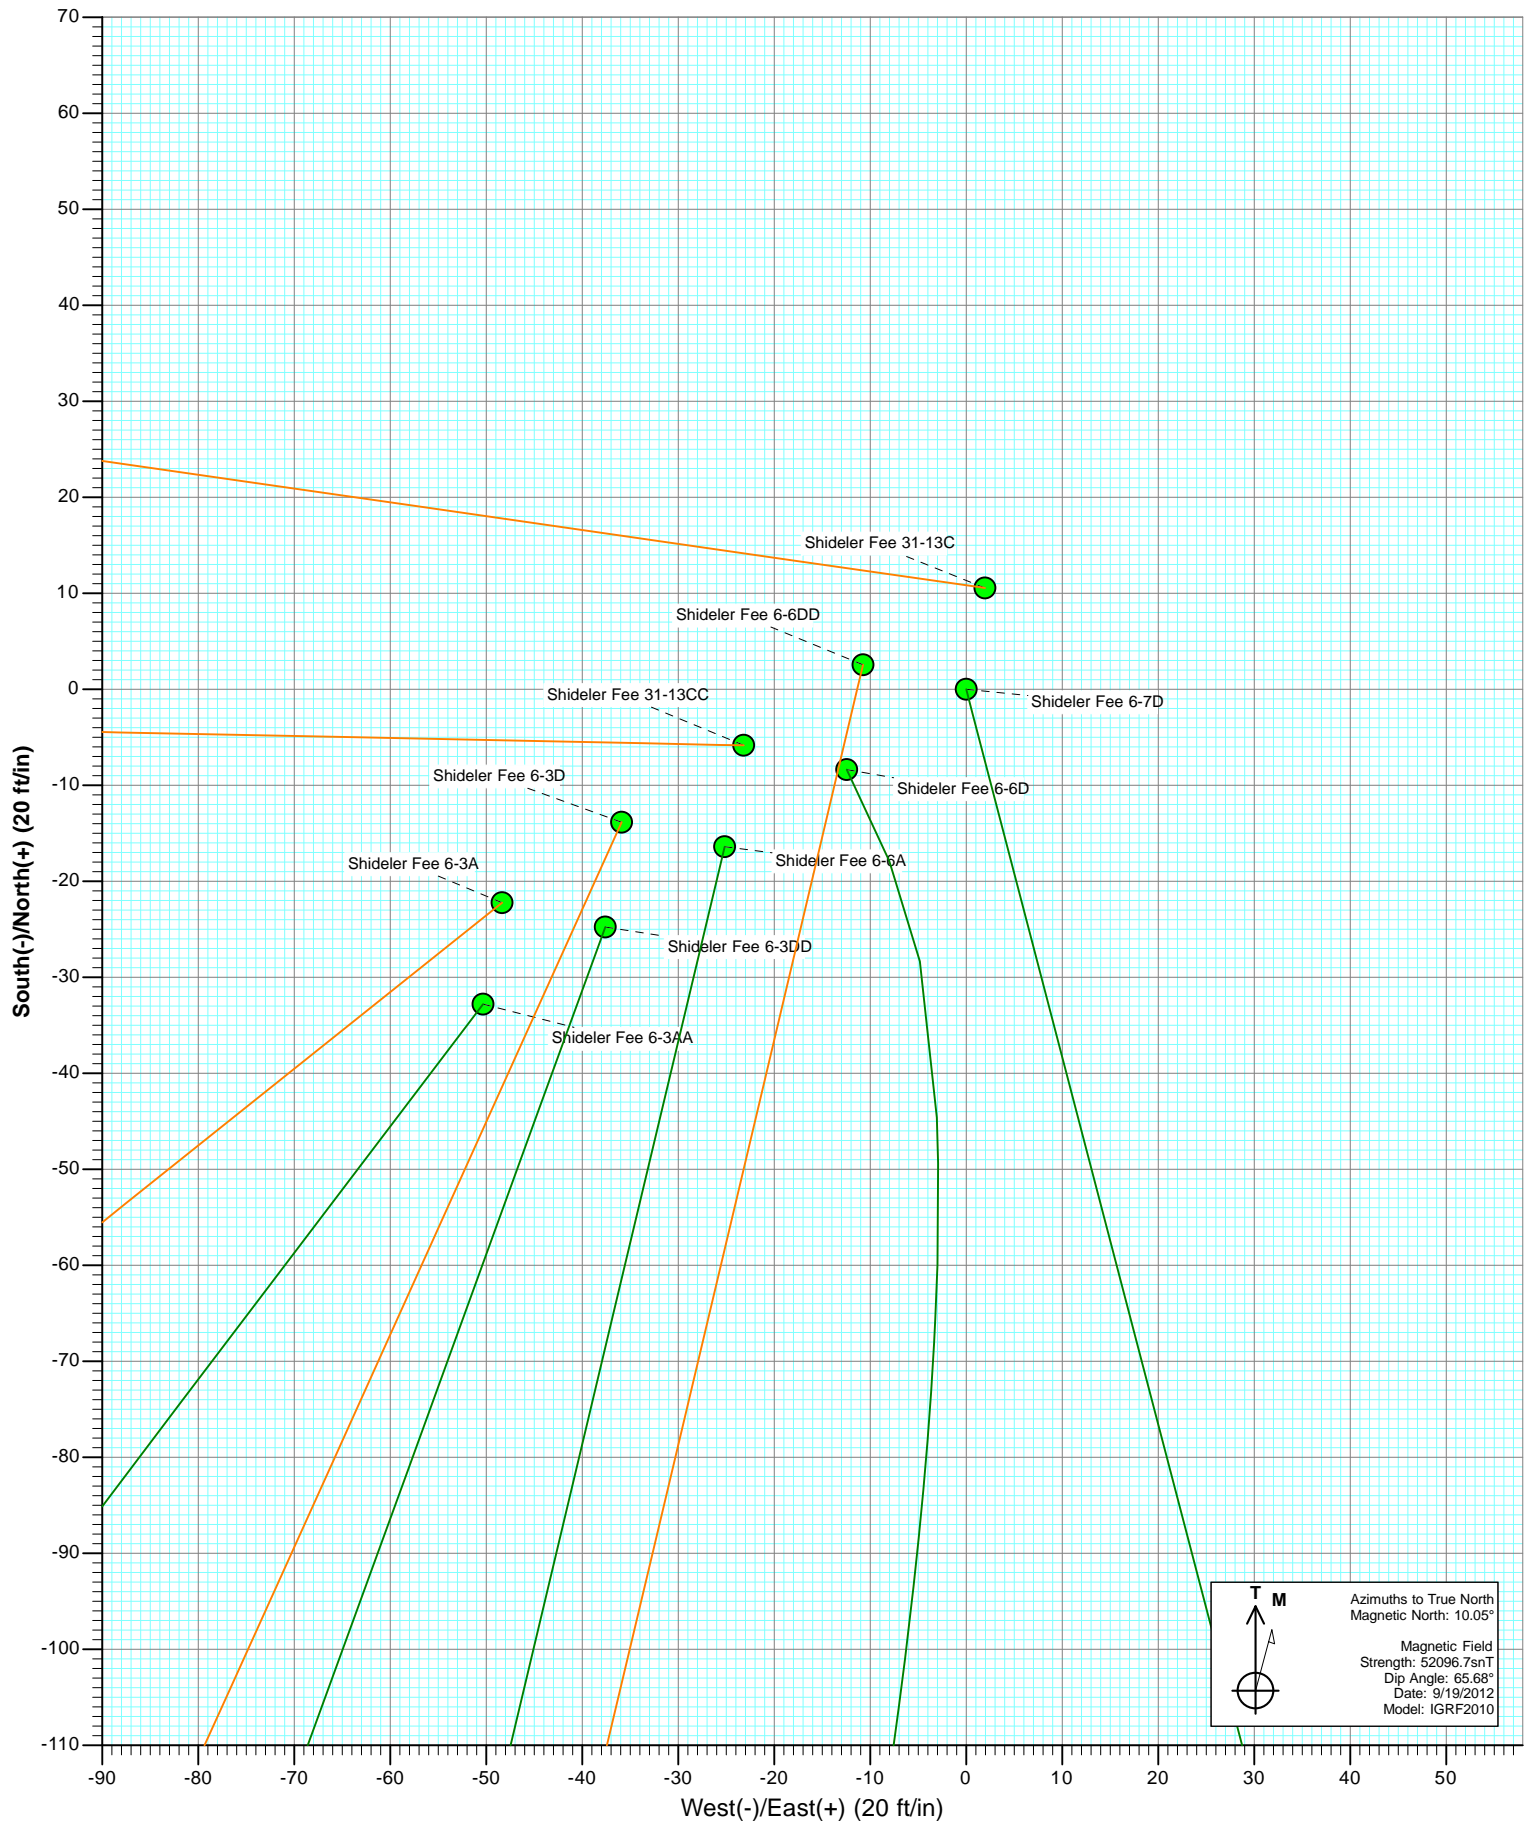 70
60
50
40
30
20
10
0
-10
-20
-30
-40
-50
-60
-70
-80
-90
-100
-110
South(-)/North(+) (20 ft/in)
Shideler Fee 31-13C
Shideler Fee 6-6DD
Shideler Fee 31-13CC
Shideler Fee 6-7D
Shideler Fee 6-3D
Shideler Fee 6-6D
Shideler Fee 6-3A
Shideler Fee 6-6A
Shideler Fee 6-3DD
Shideler Fee 6-3AA
T M
Azimuths to True North
Magnetic North: 10.05°
Magnetic Field
Strength: 52096.7snT
Dip Angle: 65.68°
Date: 9/19/2012
Model: IGRF2010
-90 -80 -70 -60 -50 -40 -30 -20 -10 0 10 20 30 40 50
West(-)/East(+) (20 ft/in)